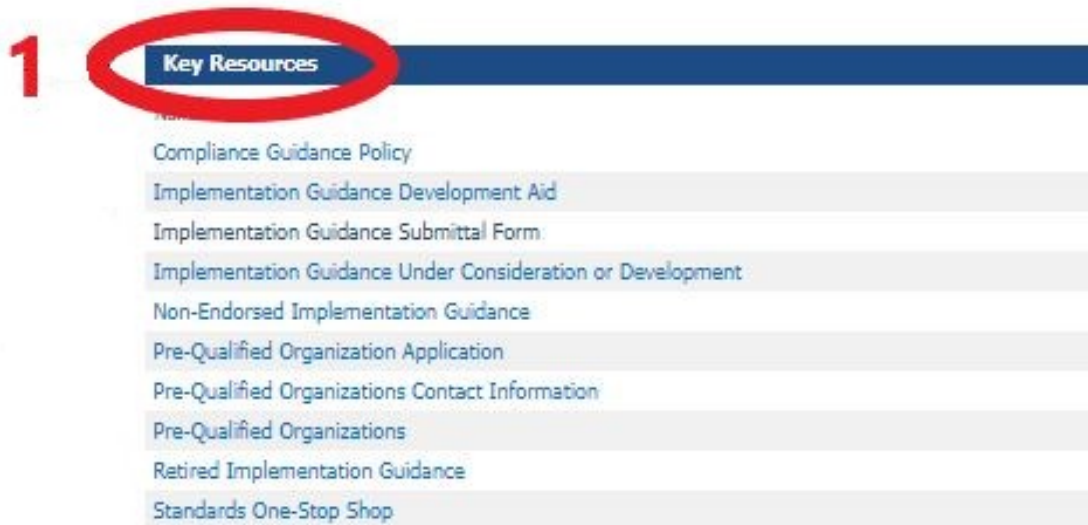 1
Key Resources
Compliance Guidance Policy
Implementation Guidance Development Aid
Implementation Guidance Submittal Form
Implementation Guidance Under Consideration or Development
Non-Endorsed Implementation Guidance
Pre-Qualified Organization Application
Pre-Qualified Organizations Contact Information
Pre-Qualified Organizations
Retired Implementation Guidance
Standards One-Stop Shop